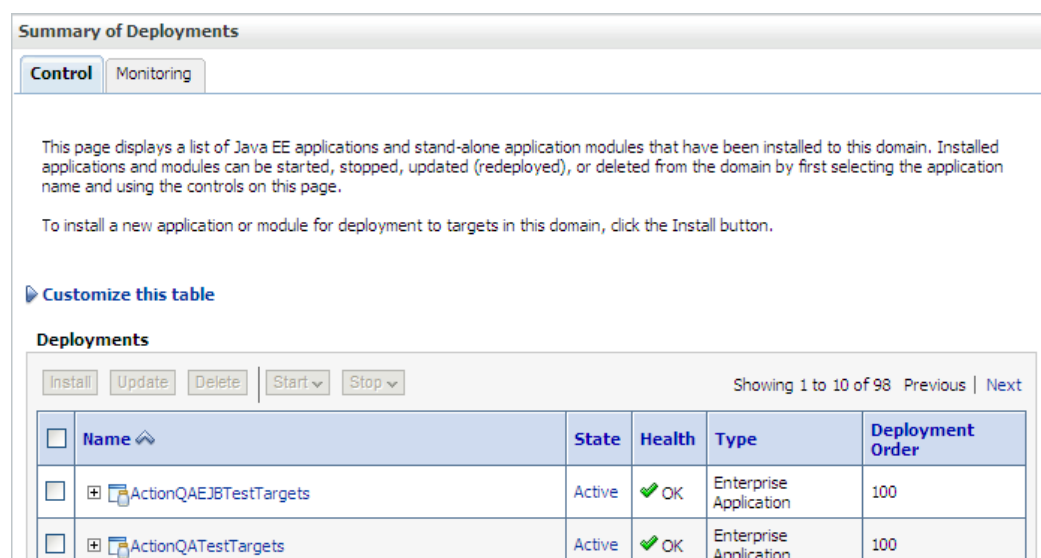 Summary of Deployments
Control Monitoring
This page displays a list of Java EE applications and stand-alone application modules that have been installed to this domain. Installed
applications and modules can be started, stopped, updated (redeployed), or deleted from the domain by first selecting the application
name and using the controls on this page.
To install a new application or module for deployment to targets in this domain, click the Install button.
Customize this table
Deployments
Install Update Delete Start Stop Showing 1 to 10 of 98 Previous | Next
Name State Health Type Deployment
Order
ActionQAEJBTestTargets Active OK Enterprise
Application 100
ActionQATestTargets Active OK Enterprise
Application 100